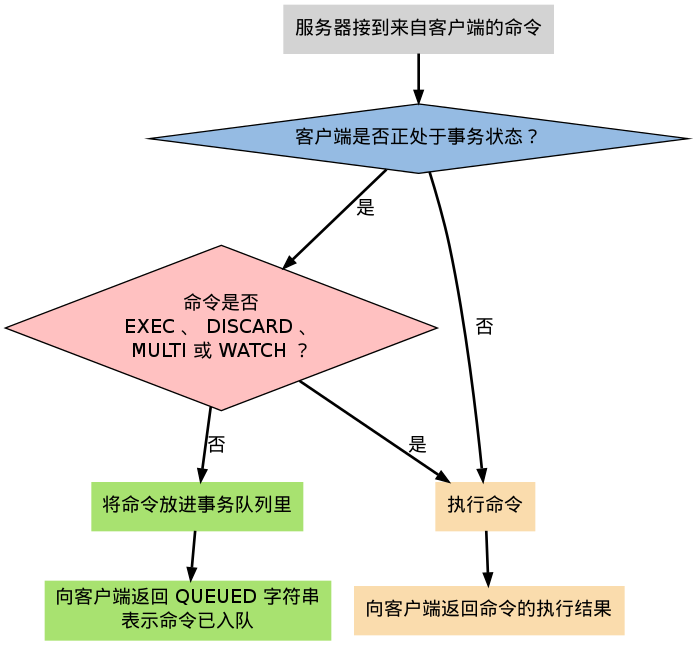 服务器接到来自客户端的命令
客户端是否正处于事务状态？
是
命令是否
EXEC 、 DISCARD 、
MULTI 或 WATCH ？
否
否
是
将命令放进事务队列里
执行命令
向客户端返回 QUEUED 字符串
表示命令已入队
向客户端返回命令的执行结果